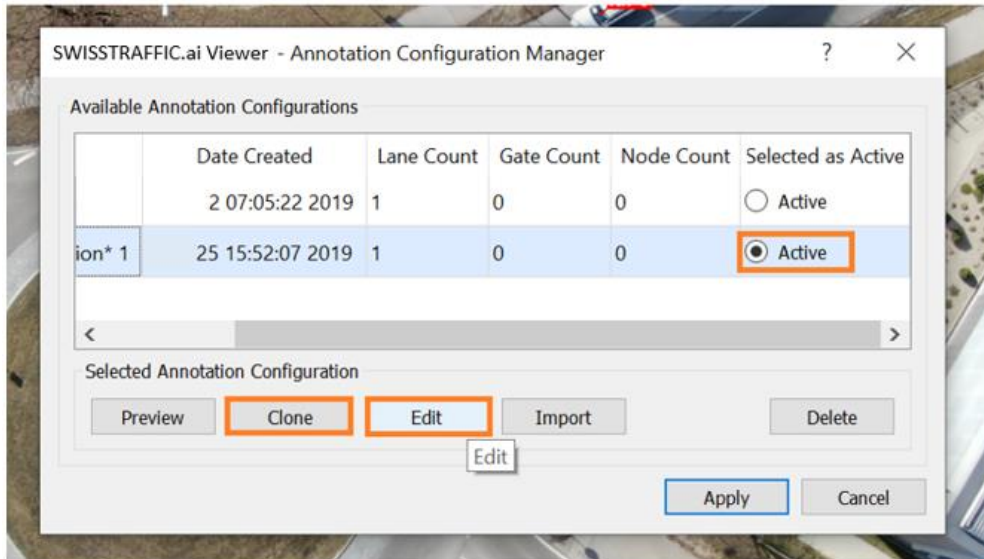 SWISSTRAFFIC.ai Viewer - Annotation Configuration Manager ?
Available Annotation Configurations
Date Created Lane Count Gate Count Node Count Selected as Active
2 07:05:22 2019 1 0 0 Active
ion* 1 25 15:52:07 2019 1 0 0 Active
Selected Annotation Configuration
Preview Clone Edit Import Delete
Edit
Apply Cancel